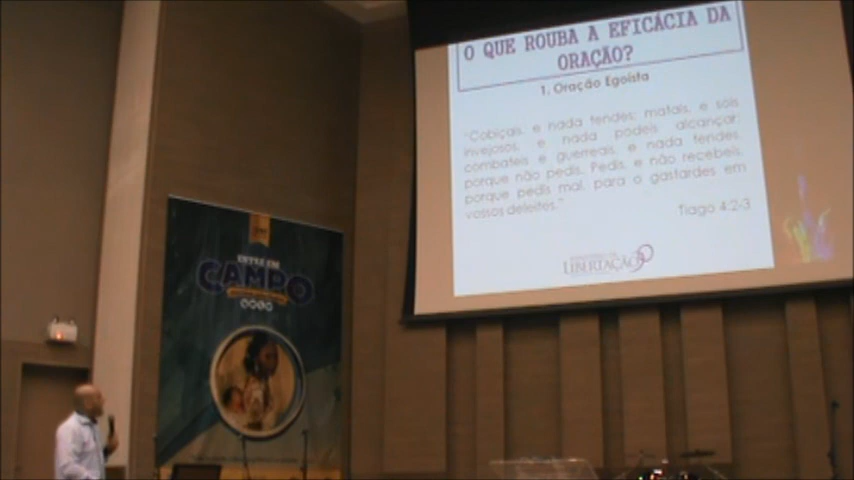 O QUE ROUBA A EFICÁCIA DA
ORAÇÃO?
1. Oração Egoísta
"Cobiçais, e nada tendes; matais, e sois
invejosos, e nada podeis alcançar;
combateis e guerreais, e nada tendes,
porque não pedis. Pedis, e não recebeis,
porque pedis mal, para o gastardes em
vossos deleites."
Tiago 4:2-3
LIBERTAÇÃO
ENTRE EM
CAMPO